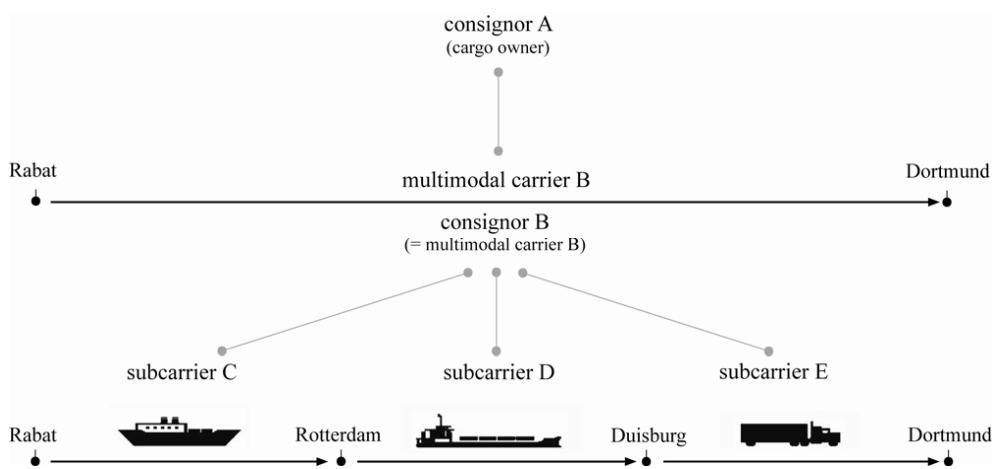 consignor A
(cargo owner)
Rabat
multimodal carrier B
Dortmund
consignor B
(= multimodal carrier B)
subcarrier C
subcarrier D
subcarrier E
Rabat
Rotterdam
Duisburg
Dortmund